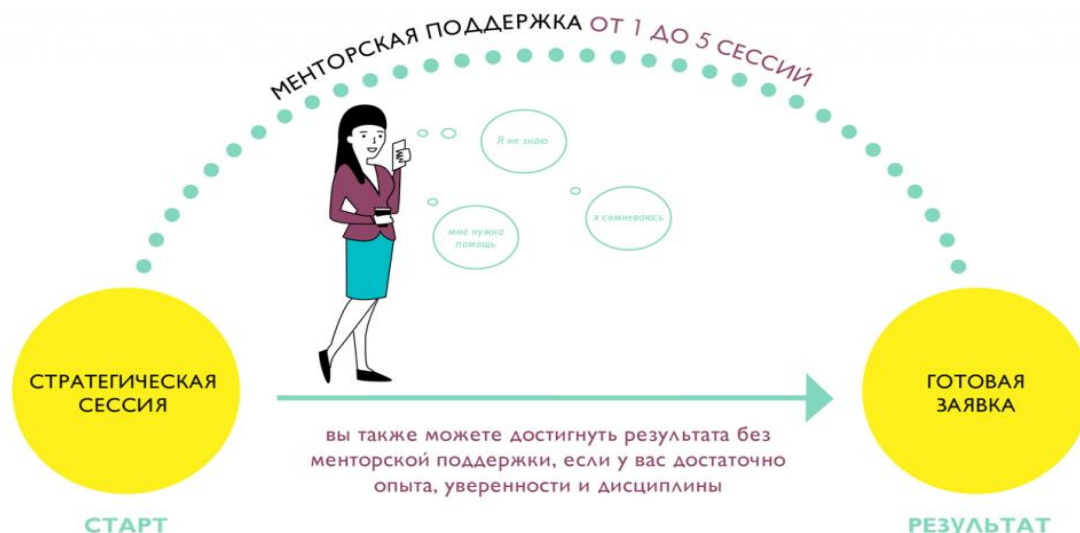 МЕНТОРСКАЯ ПОДДЕРЖКА ОТ 1 ДО 5 СЕССИЙ
Я не знаю
я сомневаюсь
мне нужна
помощь
СТРАТЕГИЧЕСКАЯ
СЕССИЯ
ГОТОВАЯ
ЗАЯВКА
вы также можете достигнуть результата без
менторской поддержки, если у вас достаточно
опыта, уверенности и дисциплины
СТАРТ
РЕЗУЛЬТАТ